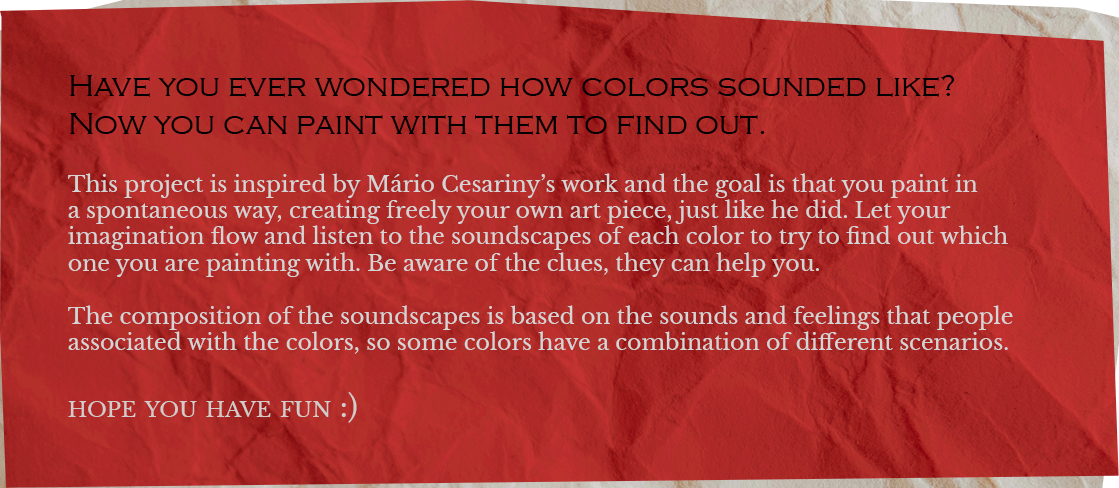 Have you ever wondered how colors sounded like?
Now you can paint with them to find out.
This project is inspired by Mário Cesariny’s work and the goal is that you paint in
a spontaneous way, creating freely your own art piece, just like he did. Let your
imagination flow and listen to the soundscapes of each color to try to find out which
one you are painting with. Be aware of the clues, they can help you.
The composition of the soundscapes is based on the sounds and feelings that people
associated with the colors, so some colors have a combination of different scenarios.
HOPE YOU HAVE FUN :)